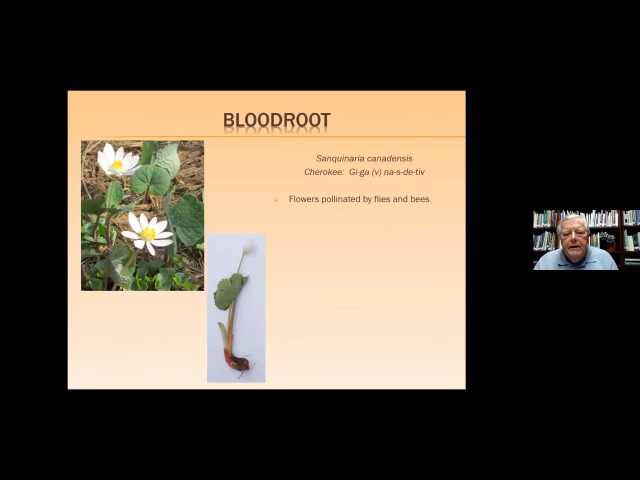 BLOODROOT
Sanquinaria canadensis
Cherokee: Gi-ga (v) na-s-de-tiv
Flowers pollinated by flies and bees.